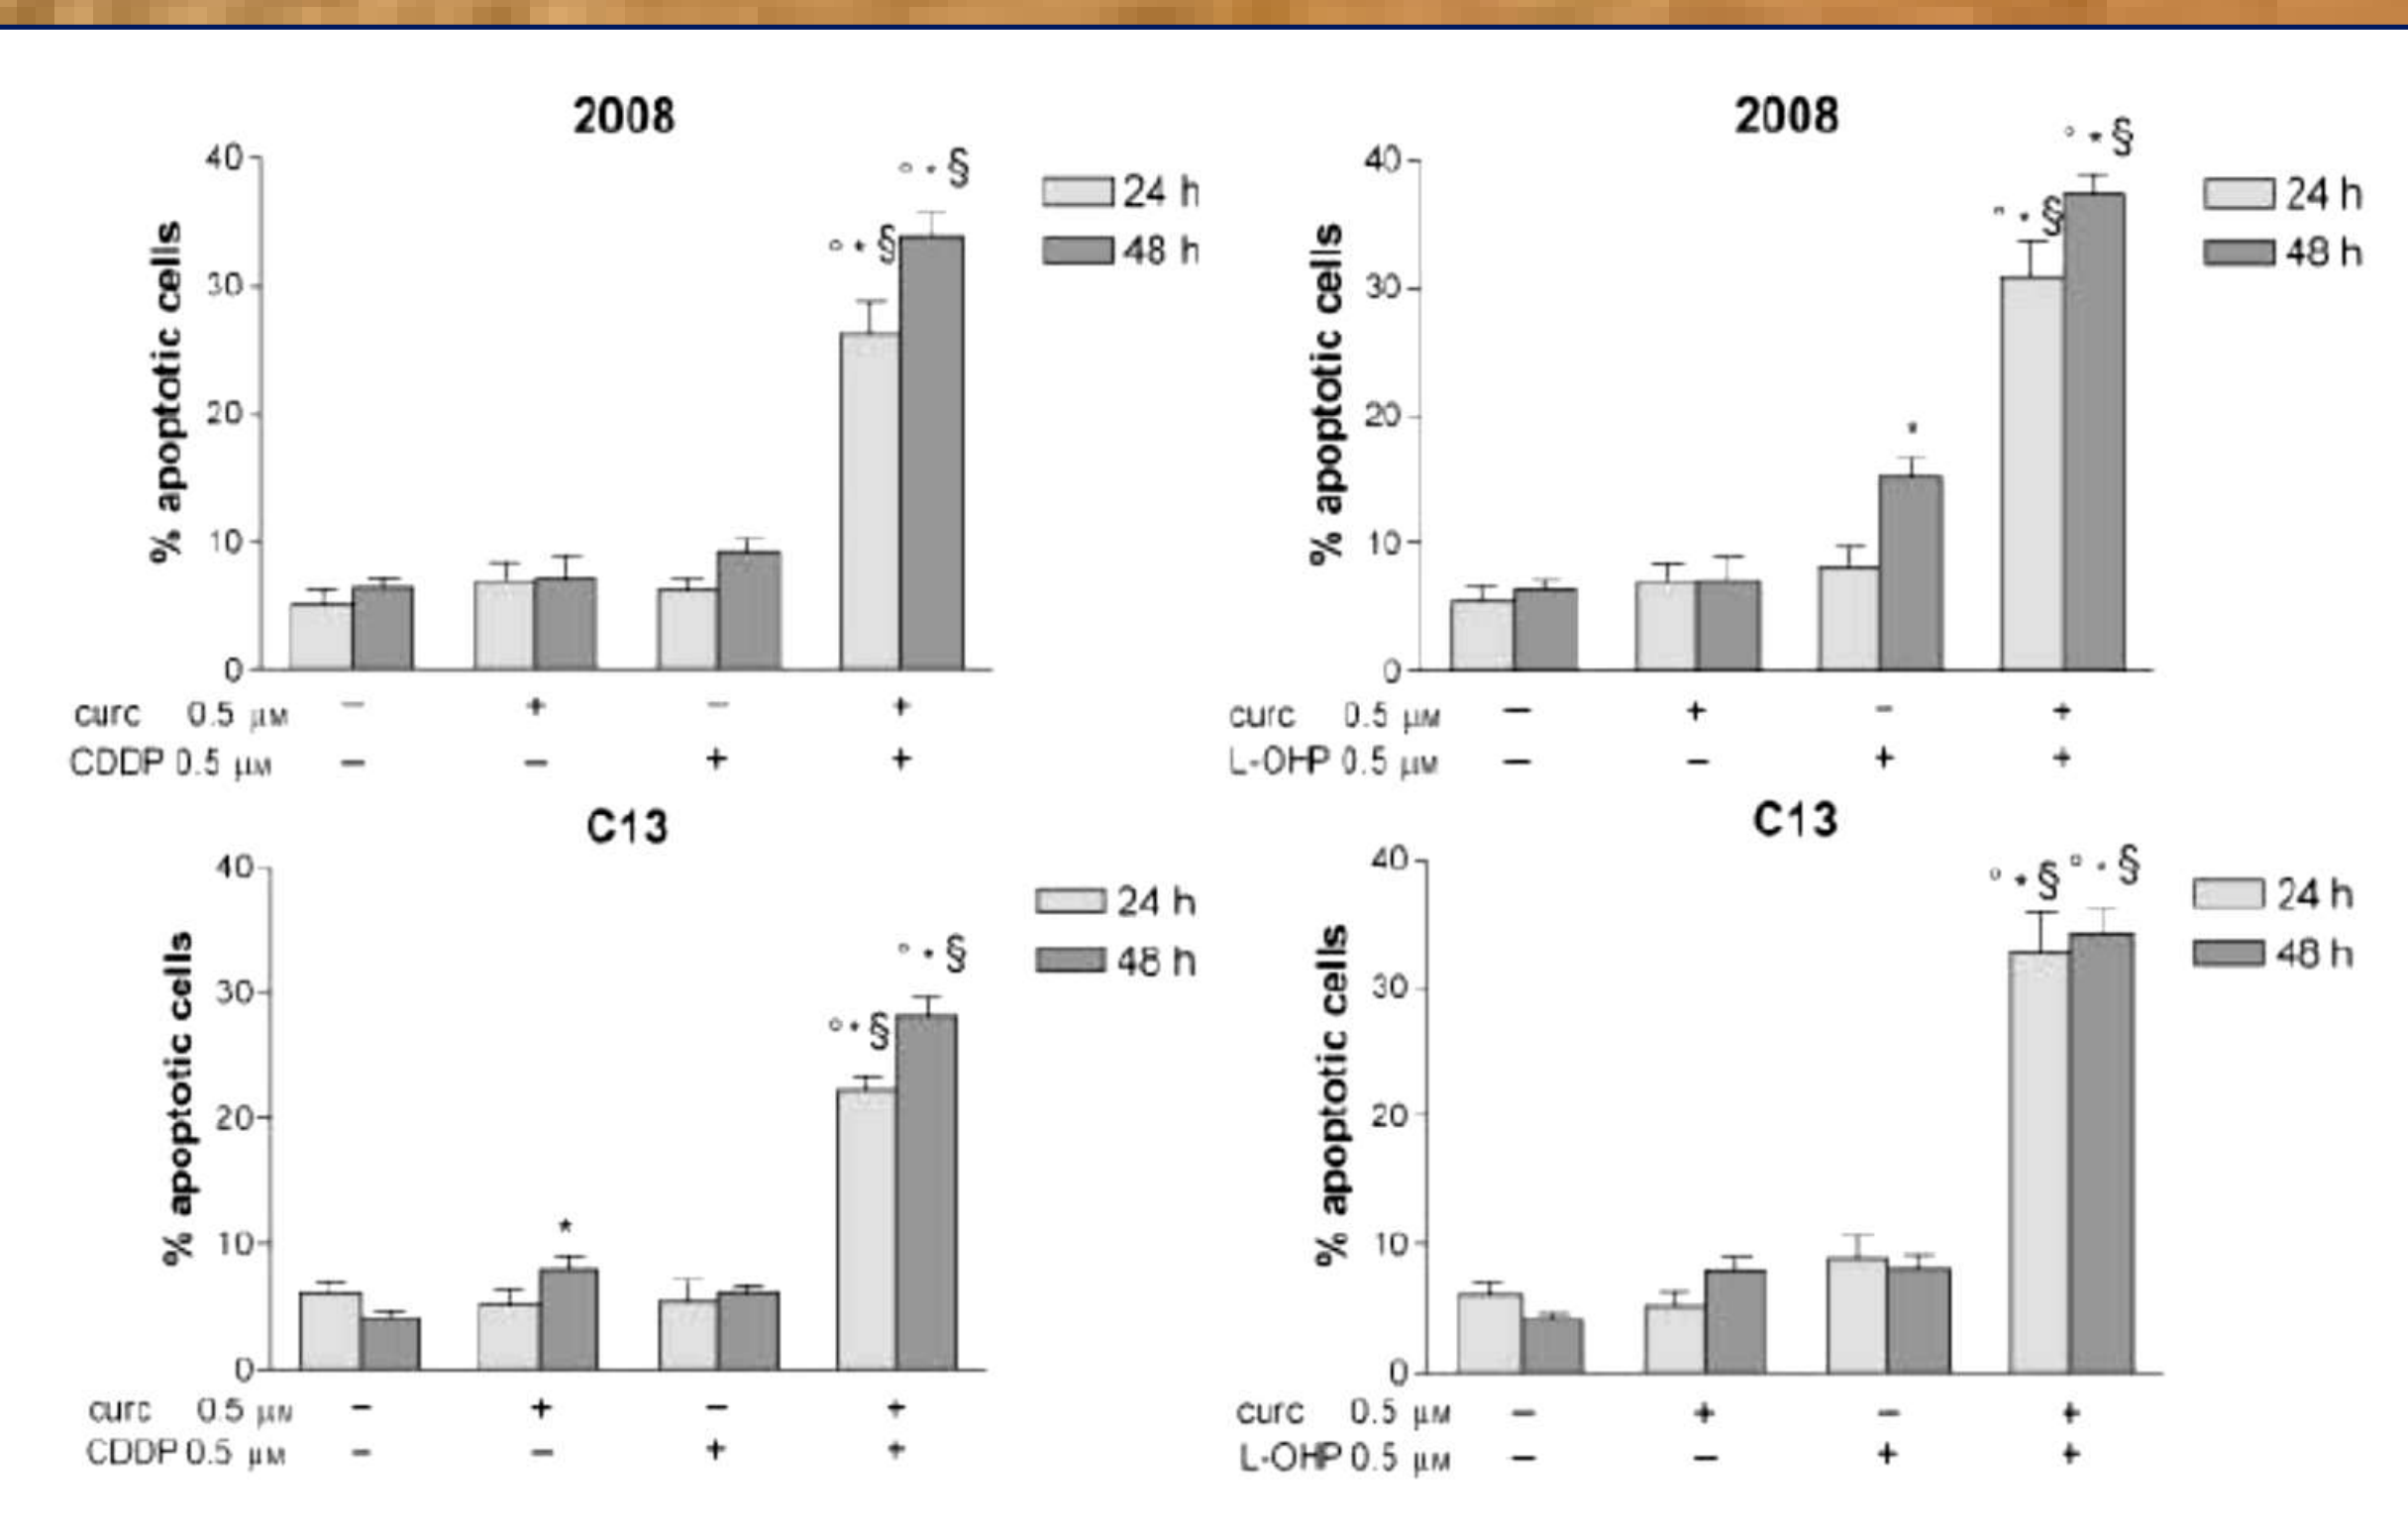 2008
° * §
° * §
40
30
20
10
0
% apoptotic cells
24 h
48 h
curc 0.5 µM − + − +
CDDP 0.5 µM − − + +
2008
° * §
° * §
*
40
30
20
10
0
% apoptotic cells
24 h
48 h
curc 0.5 µM − + − +
L-OHP 0.5 µM − − + +
C13
° * §
° * §
*
40
30
20
10
0
% apoptotic cells
24 h
48 h
curc 0.5 µM − + − +
CDDP 0.5 µM − − + +
C13
° * § ° * §
40
30
20
10
0
% apoptotic cells
24 h
48 h
curc 0.5 µM − + − +
L-OHP 0.5 µM − − + +